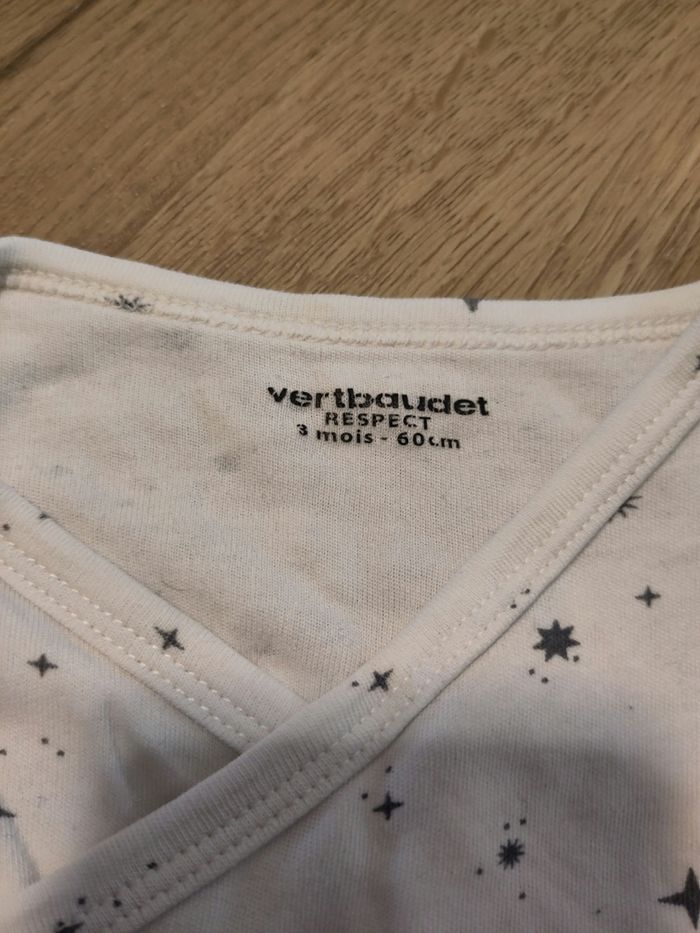 vertbaudet
RESPECT
3 mois - 60cm